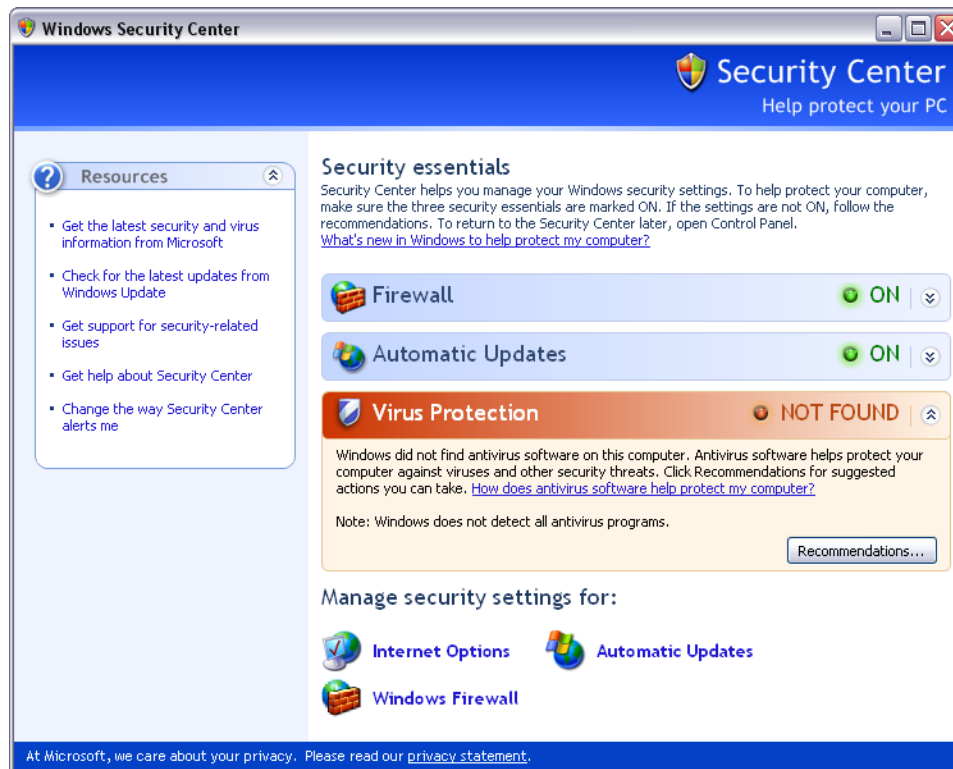 Windows Security Center
Security Center
Help protect your PC
Resources
Get the latest security and virus
information from Microsoft
Check for the latest updates from
Windows Update
Get support for security-related
issues
Get help about Security Center
Change the way Security Center
alerts me
Security essentials
Security Center helps you manage your Windows security settings. To help protect your computer,
make sure the three security essentials are marked ON. If the settings are not ON, follow the
recommendations. To return to the Security Center later, open Control Panel.
What's new in Windows to help protect my computer?
Firewall ON
Automatic Updates ON
Virus Protection NOT FOUND
Windows did not find antivirus software on this computer. Antivirus software helps protect your
computer against viruses and other security threats. Click Recommendations for suggested
actions you can take. How does antivirus software help protect my computer?
Note: Windows does not detect all antivirus programs.
Recommendations...
Manage security settings for:
Internet Options Automatic Updates
Windows Firewall
At Microsoft, we care about your privacy. Please read our privacy statement.